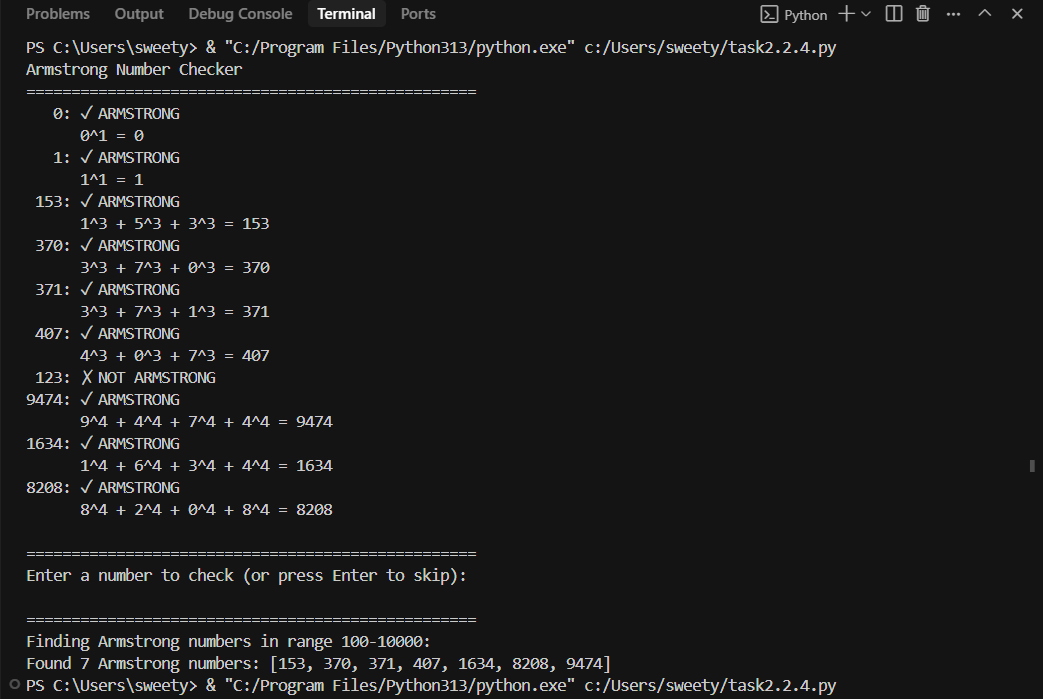 Problems Output Debug Console Terminal Ports Python
PS C:\Users\sweety> & "C:/Program Files/Python313/python.exe" c:/Users/sweety/task2.2.4.py
Armstrong Number Checker
==================================================
   0: ✓ ARMSTRONG
      0^1 = 0
   1: ✓ ARMSTRONG
      1^1 = 1
 153: ✓ ARMSTRONG
      1^3 + 5^3 + 3^3 = 153
 370: ✓ ARMSTRONG
      3^3 + 7^3 + 0^3 = 370
 371: ✓ ARMSTRONG
      3^3 + 7^3 + 1^3 = 371
 407: ✓ ARMSTRONG
      4^3 + 0^3 + 7^3 = 407
 123: ✗ NOT ARMSTRONG
9474: ✓ ARMSTRONG
      9^4 + 4^4 + 7^4 + 4^4 = 9474
1634: ✓ ARMSTRONG
      1^4 + 6^4 + 3^4 + 4^4 = 1634
8208: ✓ ARMSTRONG
      8^4 + 2^4 + 0^4 + 8^4 = 8208
==================================================
Enter a number to check (or press Enter to skip):
==================================================
Finding Armstrong numbers in range 100-10000:
Found 7 Armstrong numbers: [153, 370, 371, 407, 1634, 8208, 9474]
PS C:\Users\sweety> & "C:/Program Files/Python313/python.exe" c:/Users/sweety/task2.2.4.py